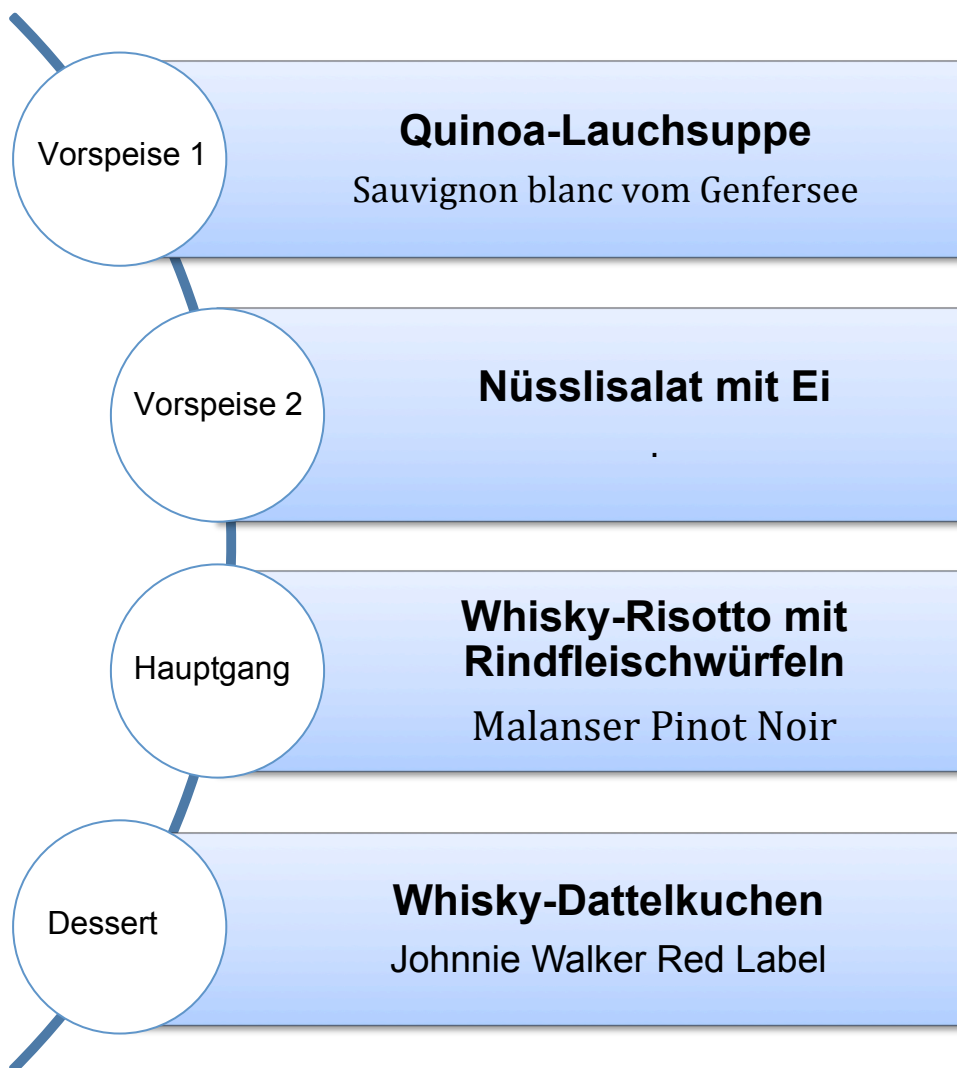 Vorspeise 1
Quinoa-Lauchsuppe
Sauvignon blanc vom Genfersee
Vorspeise 2
Nüsslisalat mit Ei
.
Hauptgang
Whisky-Risotto mit
Rindfleischwürfeln
Malanser Pinot Noir
Dessert
Whisky-Dattelkuchen
Johnnie Walker Red Label